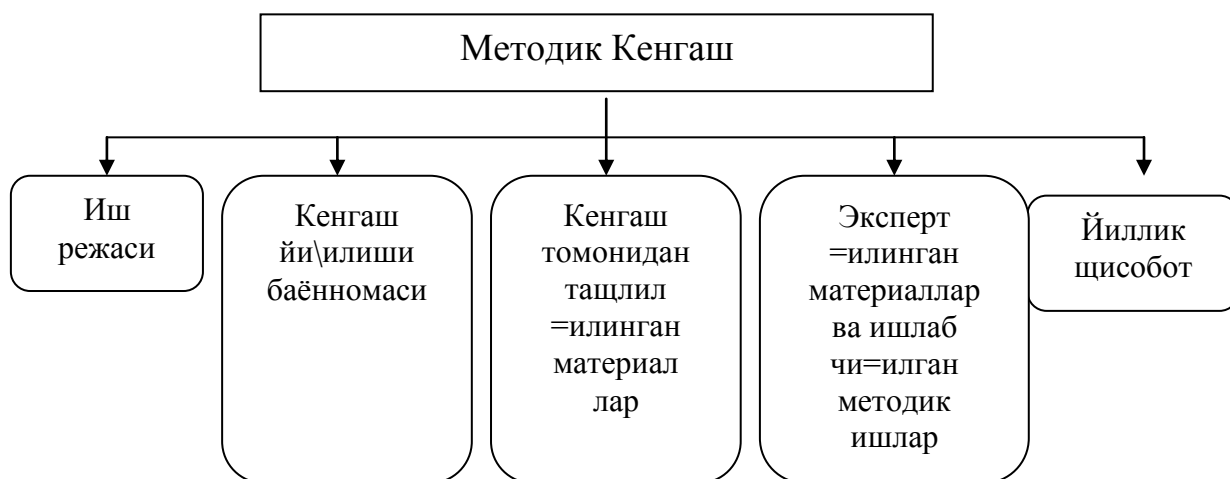 Методик Кенгаш
Иш
режаси
Кенгаш
йи\илиши
баённомаси
Кенгаш
томонидан
тащлил
=илинган
материал
лар
Эксперт
=илинган
материаллар
ва ишлаб
чи=илган
методик
ишлар
Йиллик
щисобот